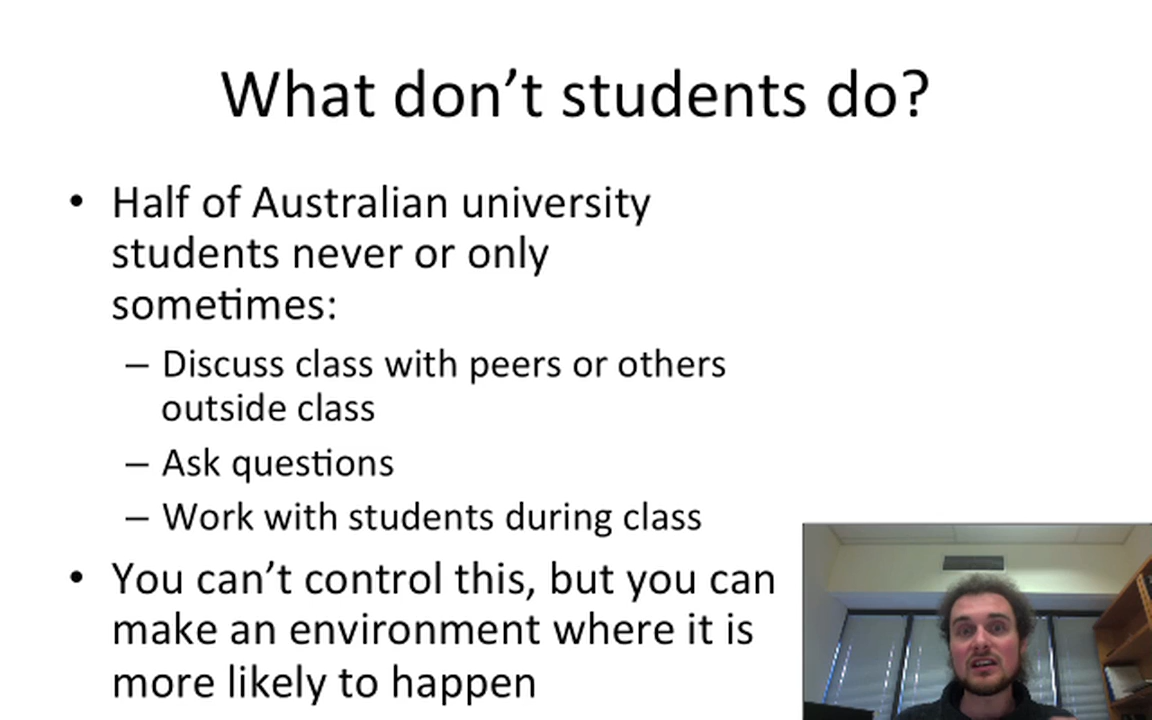 What don't students do?
• Half of Australian university
students never or only
sometimes:
– Discuss class with peers or others
outside class
– Ask questions
– Work with students during class
• You can't control this, but you can
make an environment where it is
more likely to happen